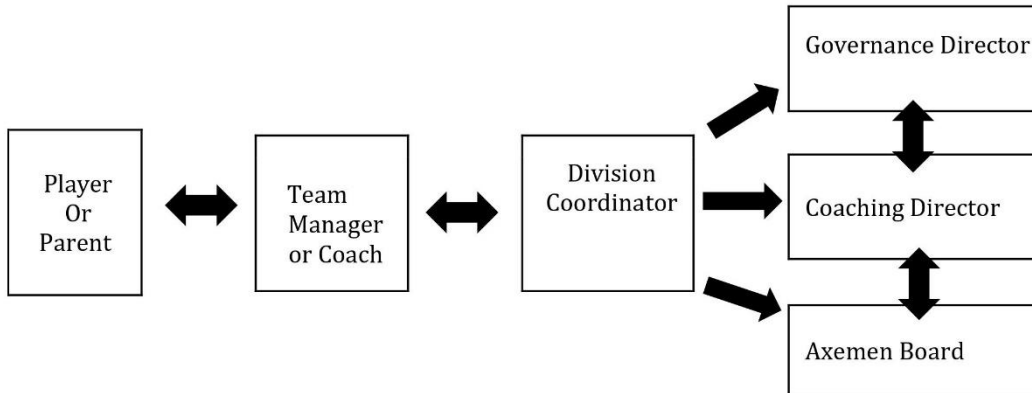 Player
Or
Parent
Team
Manager
or Coach
Division
Coordinator
Governance Director
Coaching Director
Axemen Board